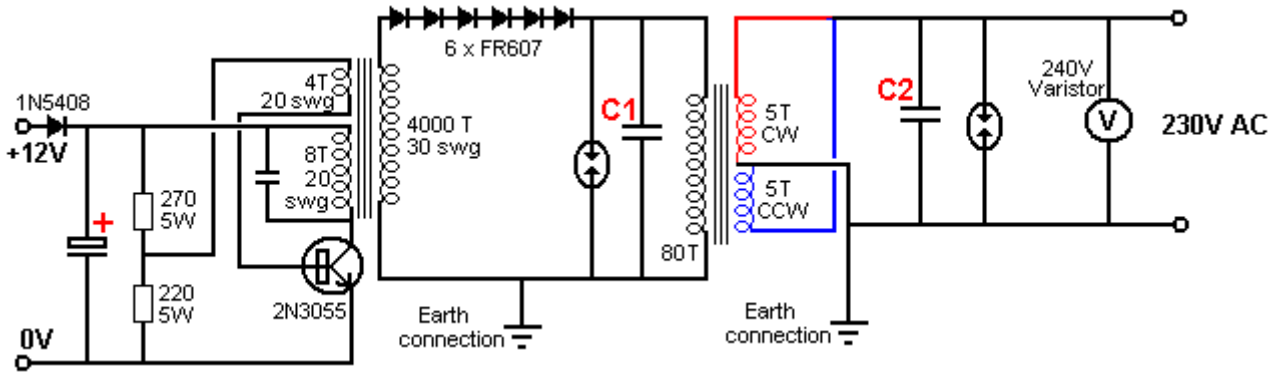 6 x FR607
4T
20 swg
1N5408
+12V
4000 T
30 swg
C1
C2
240V
Varistor
V
230V AC
5T
CW
8T
20
swg
5T
CCW
+
270
5W
80T
220
5W
2N3055
0V
Earth
connection
Earth
connection